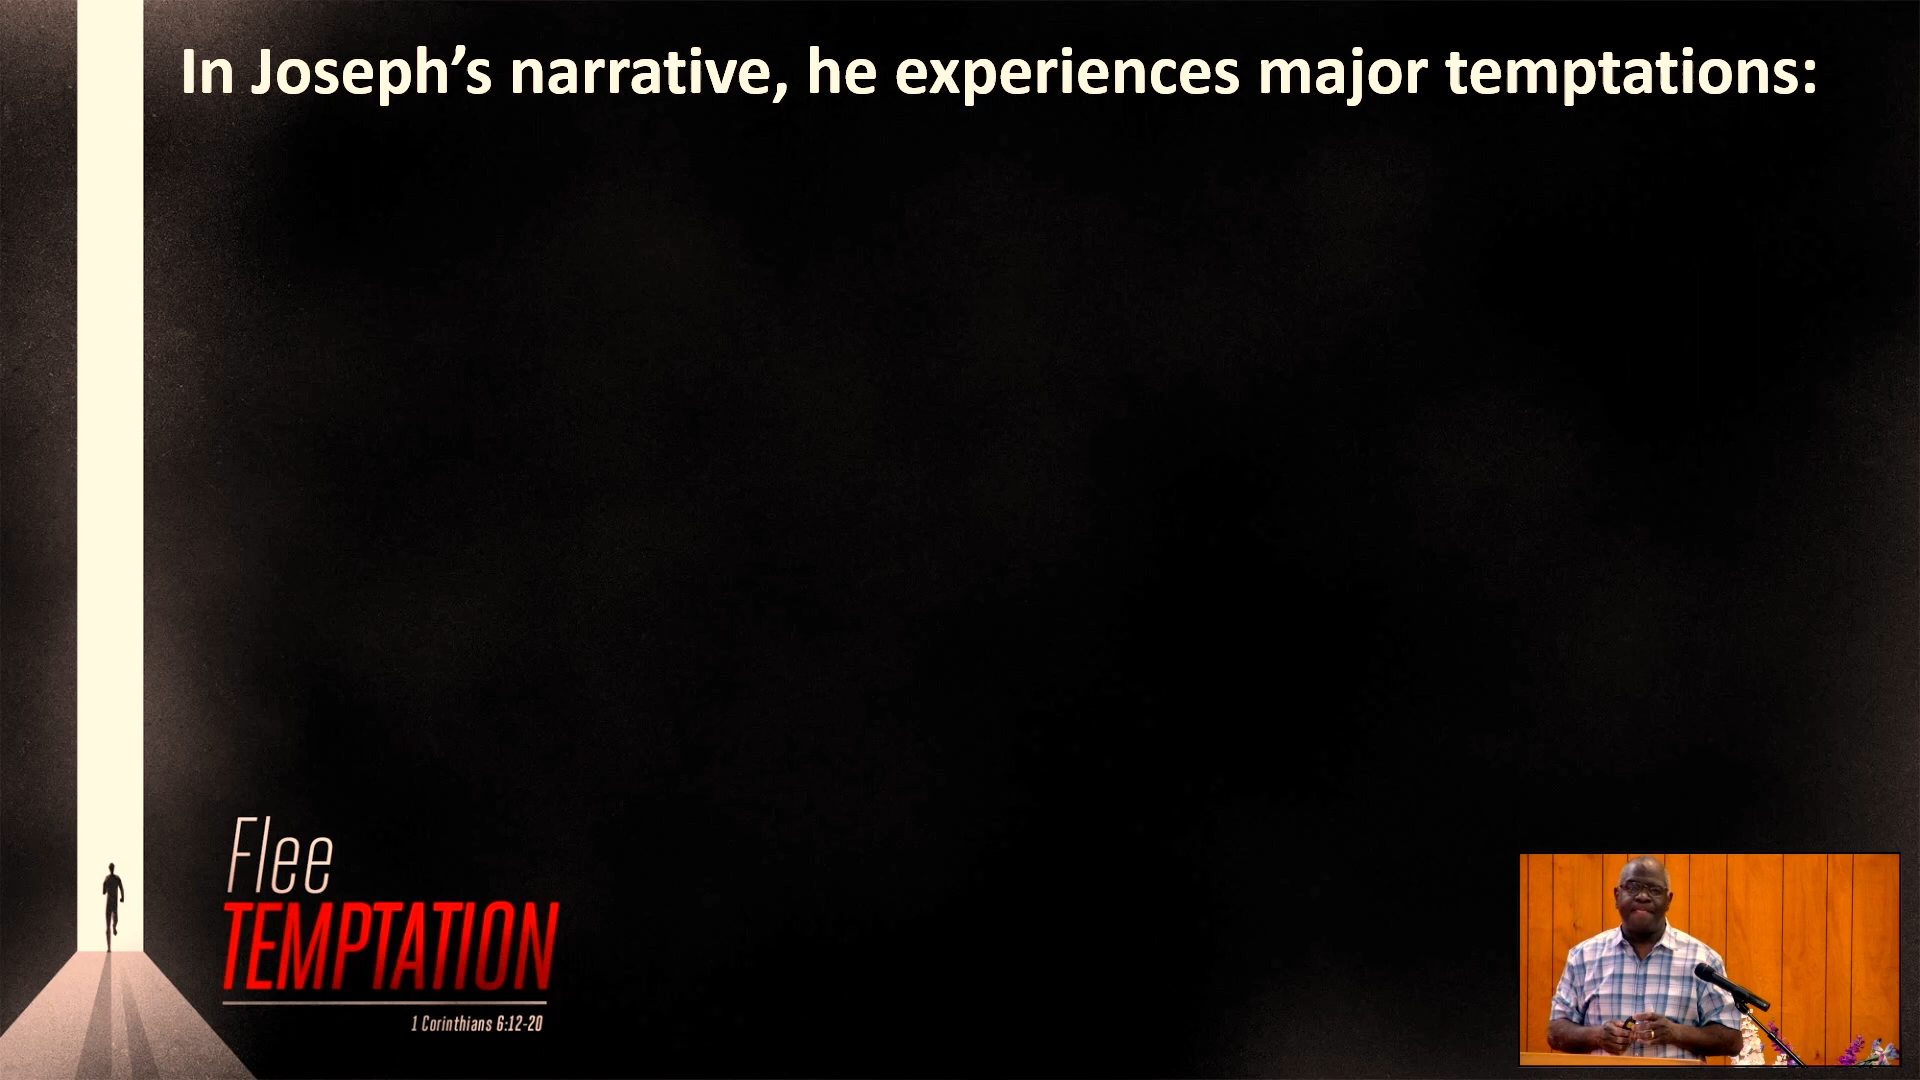 In Joseph’s narrative, he experiences major temptations:
Flee
TEMPTATION
1 Corinthians 6:12-20